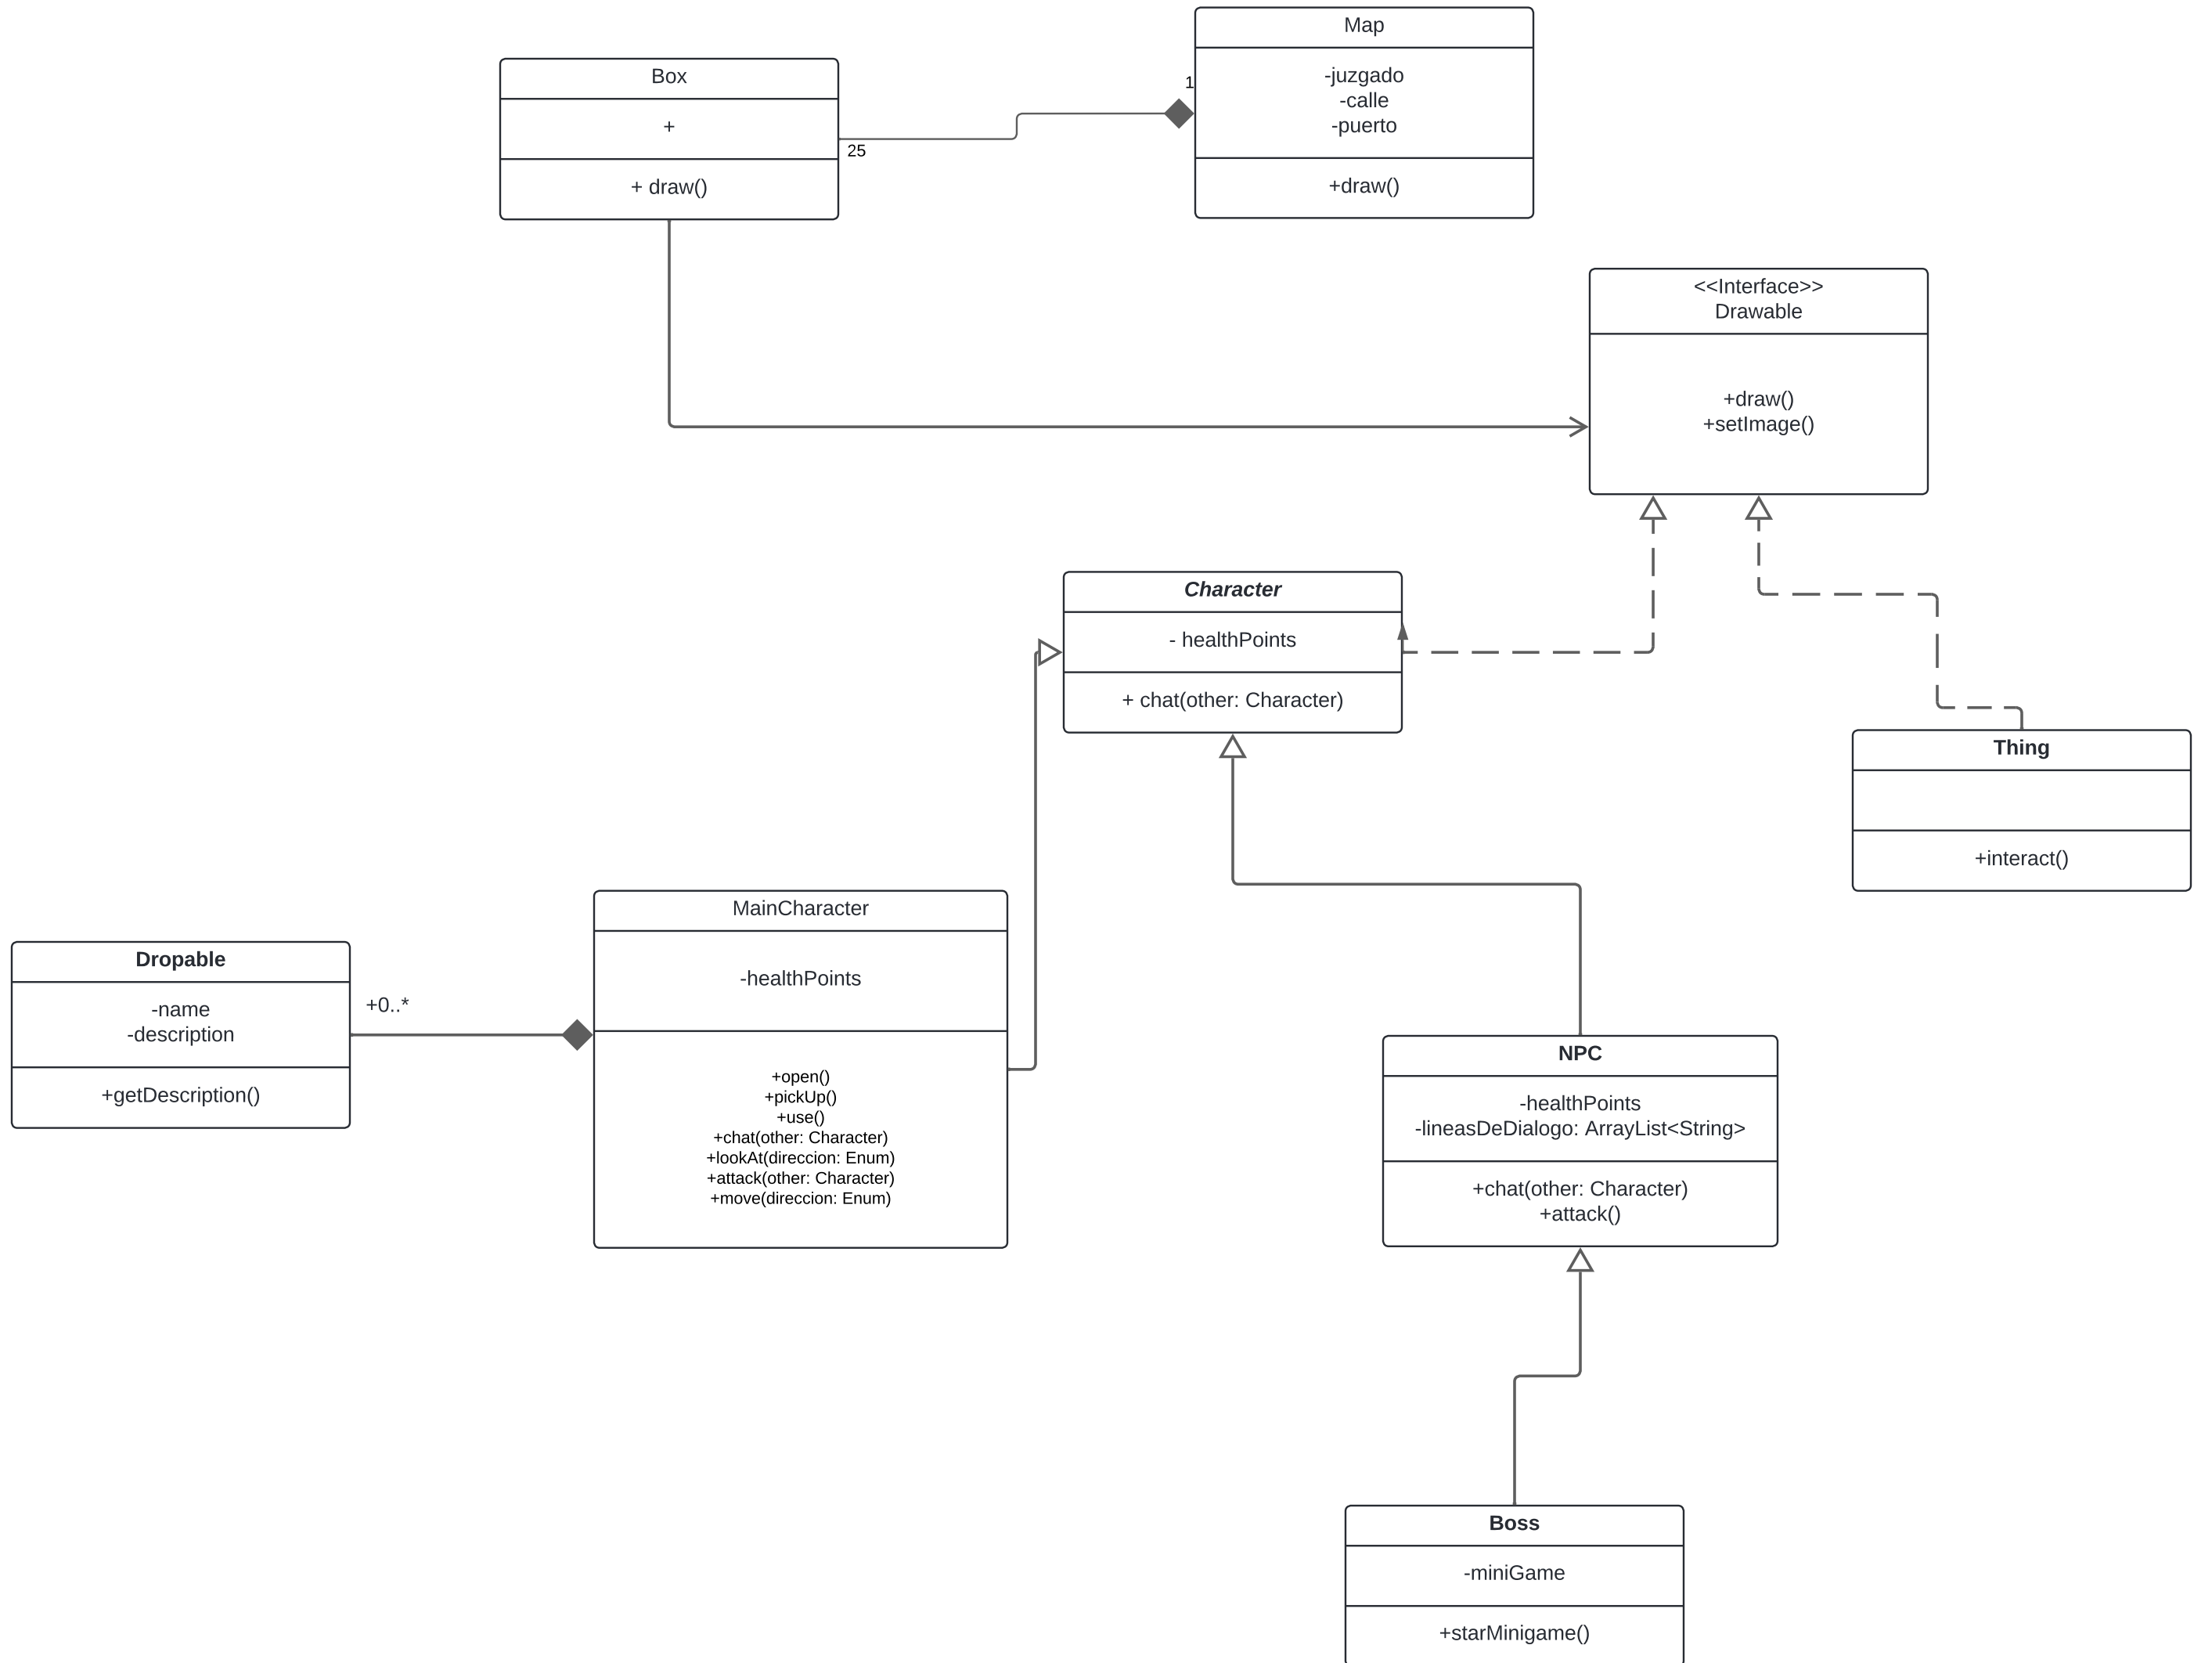 Map
-juzgado
-calle
-puerto
+draw()
1
Box
+
+ draw()
25
<<Interface>>
Drawable
+draw()
+setImage()
Character
- healthPoints
+ chat(other: Character)
Thing
+interact()
MainCharacter
-healthPoints
+open()
+pickUp()
+use()
+chat(other: Character)
+lookAt(direccion: Enum)
+attack(other: Character)
+move(direccion: Enum)
Dropable
-name
-description
+getDescription()
+0..*
NPC
-healthPoints
-lineasDeDialogo: ArrayList<String>
+chat(other: Character)
+attack()
Boss
-miniGame
+starMinigame()